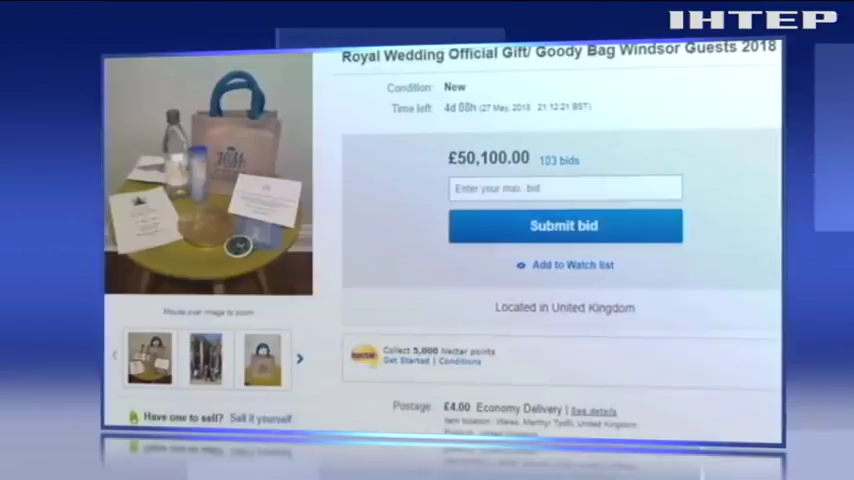 ІНТЕР
Royal Wedding Official Gift/ Goody Bag Windsor Guests 2018
Condition: New
Time left: 4d 08h (27 May, 2018 21:12:21 BST)
£50,100.00 103 bids
Enter your max. bid
Submit bid
Add to Watch list
Located in United Kingdom
Mouse over image to zoom
nectar
Collect 5,000 Nectar points
Get Started | Conditions
Have one to sell? Sell it yourself
Postage: £4.00 Economy Delivery | See details
Item location: Wales, Merthyr Tydfil, United Kingdom